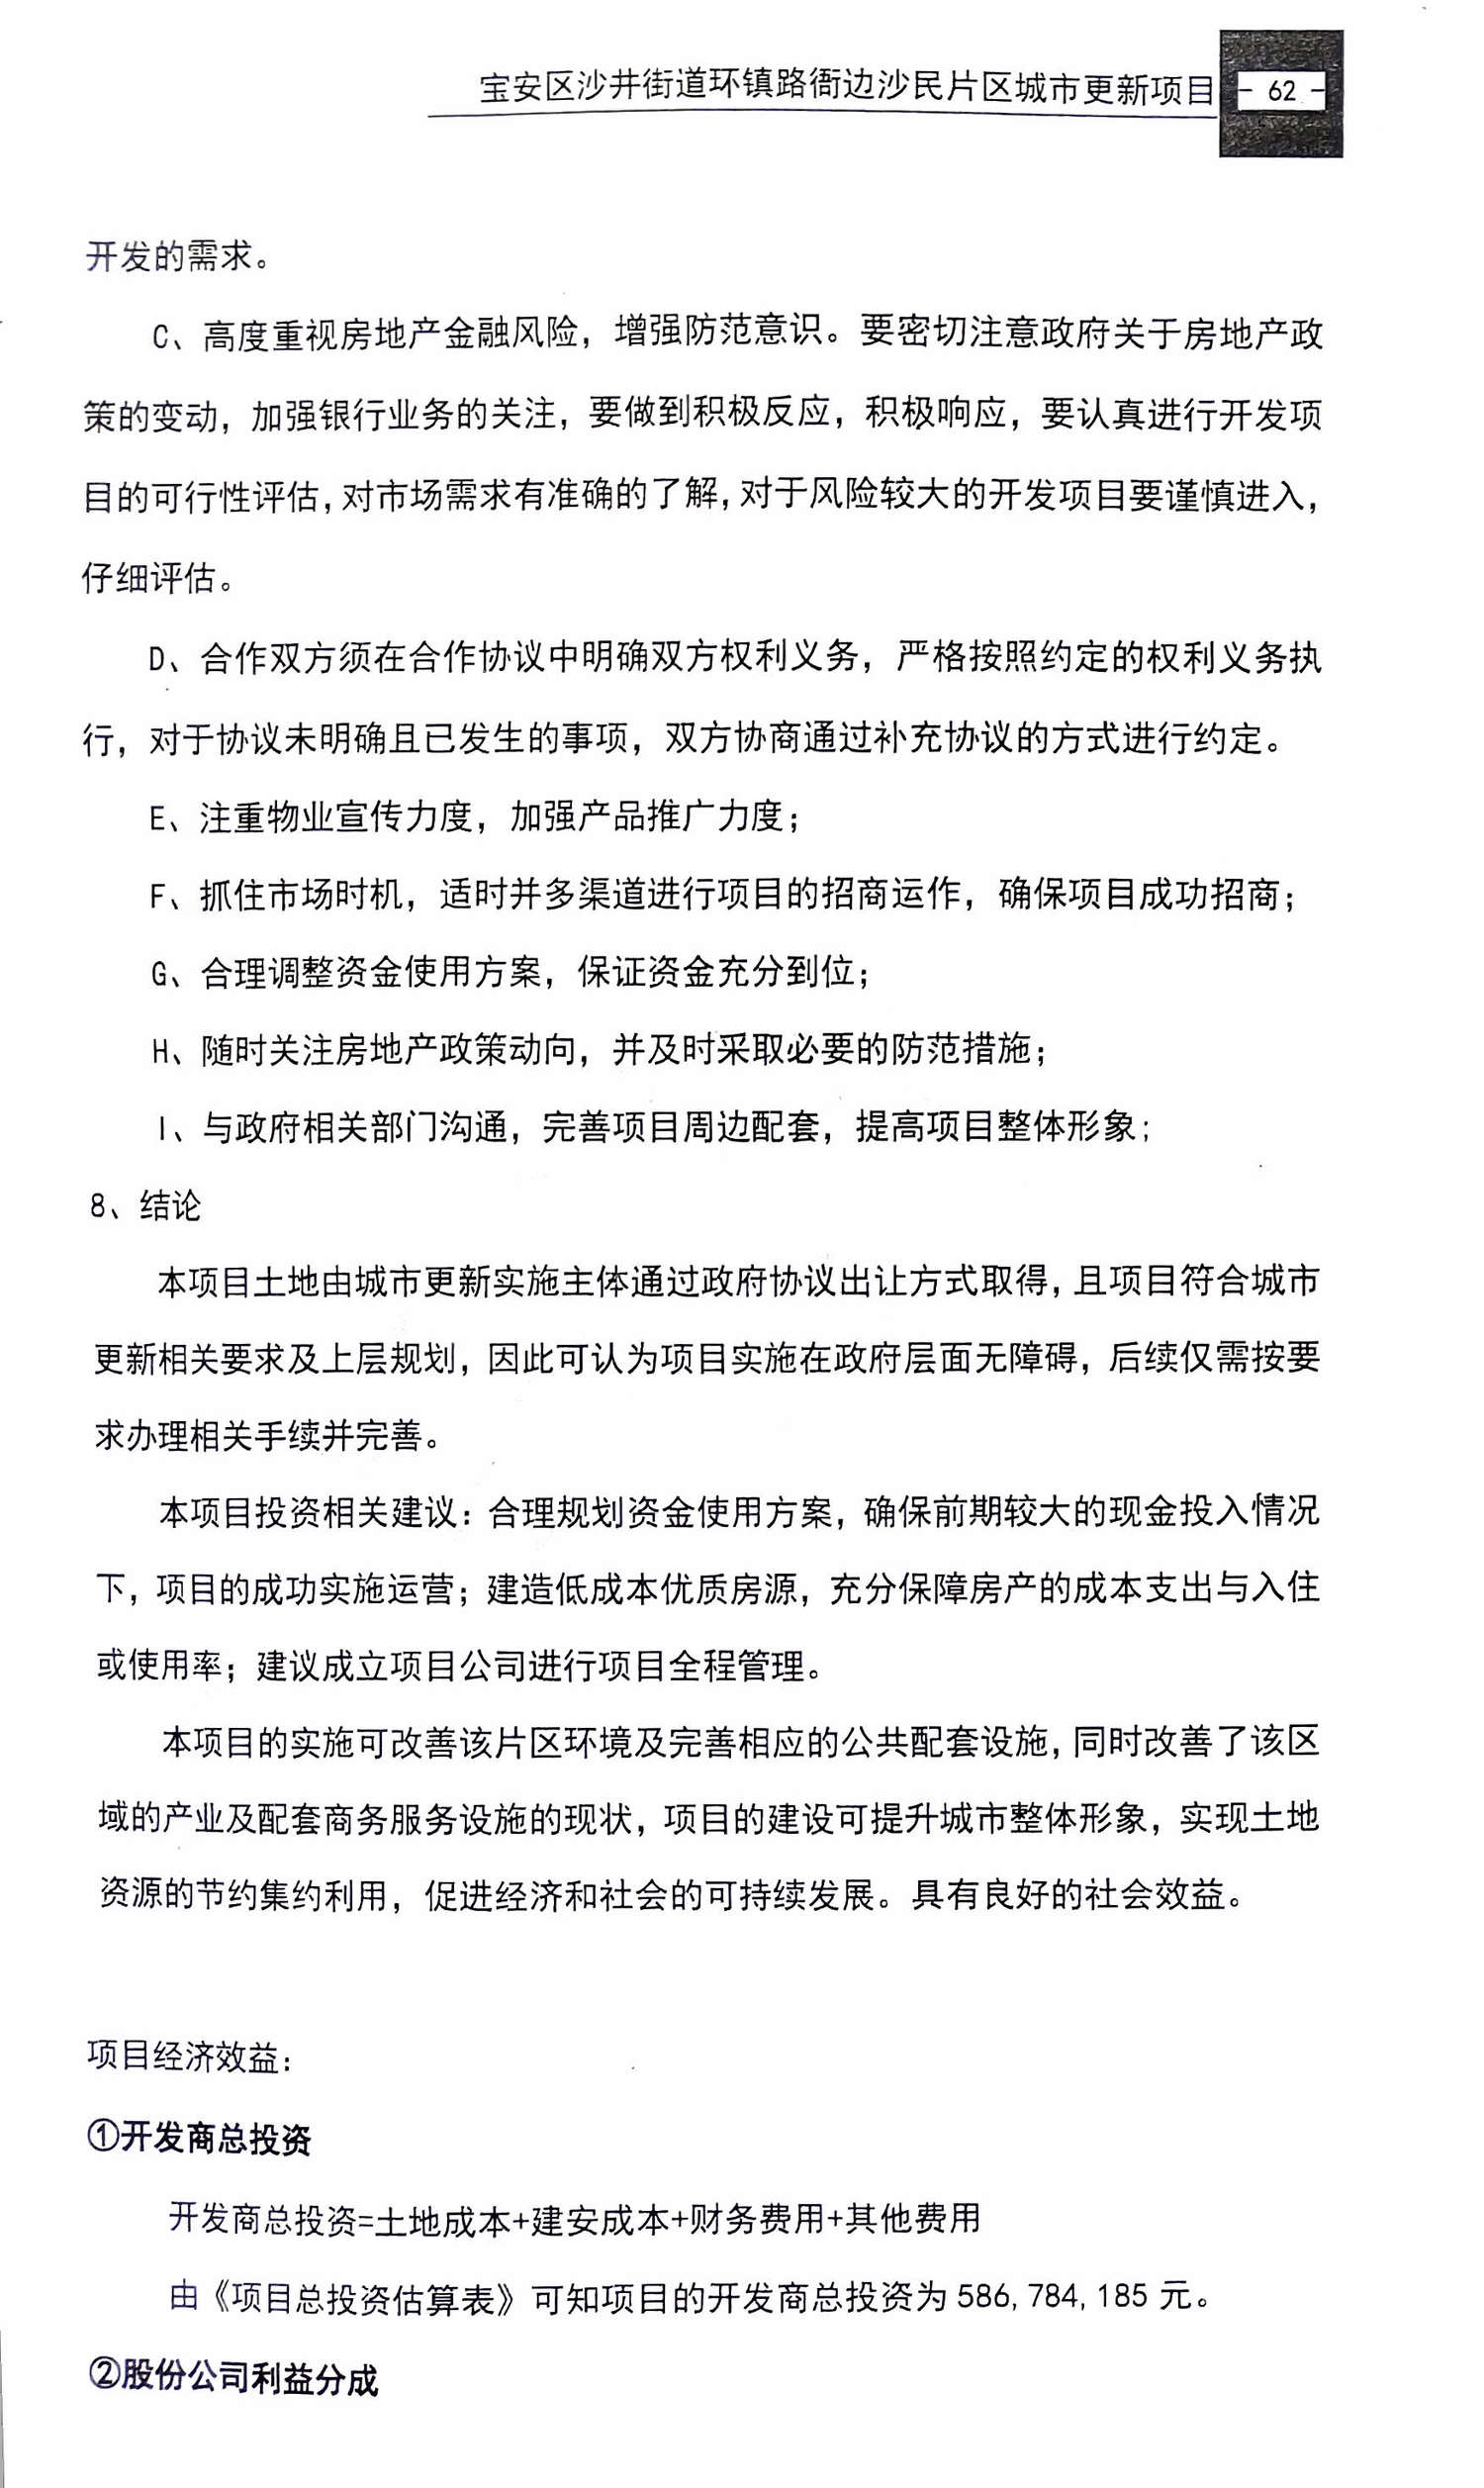 宝安区沙井街道环镇路衙边沙民片区城市更新项目 - 62 -
开发的需求。
C、高度重视房地产金融风险，增强防范意识。要密切注意政府关于房地产政
策的变动，加强银行业务的关注，要做到积极反应，积极响应，要认真进行开发项
目的可行性评估，对市场需求有准确的了解，对于风险较大的开发项目要谨慎进入，
仔细评估。
D、合作双方须在合作协议中明确双方权利义务，严格按照约定的权利义务执
行，对于协议未明确且已发生的事项，双方协商通过补充协议的方式进行约定。
E、注重物业宣传力度，加强产品推广力度；
F、抓住市场时机，适时并多渠道进行项目的招商运作，确保项目成功招商；
G、合理调整资金使用方案，保证资金充分到位；
H、随时关注房地产政策动向，并及时采取必要的防范措施；
I、与政府相关部门沟通，完善项目周边配套，提高项目整体形象；
8、结论
本项目土地由城市更新实施主体通过政府协议出让方式取得，且项目符合城市
更新相关要求及上层规划，因此可认为项目实施在政府层面无障碍，后续仅需按要
求办理相关手续并完善。
本项目投资相关建议：合理规划资金使用方案，确保前期较大的现金投入情况
下，项目的成功实施运营；建造低成本优质房源，充分保障房产的成本支出与入住
或使用率；建议成立项目公司进行项目全程管理。
本项目的实施可改善该片区环境及完善相应的公共配套设施，同时改善了该区
域的产业及配套商务服务设施的现状，项目的建设可提升城市整体形象，实现土地
资源的节约集约利用，促进经济和社会的可持续发展。具有良好的社会效益。
项目经济效益：
①开发商总投资
开发商总投资=土地成本+建安成本+财务费用+其他费用
由《项目总投资估算表》可知项目的开发商总投资为 586,784,185 元。
②股份公司利益分成